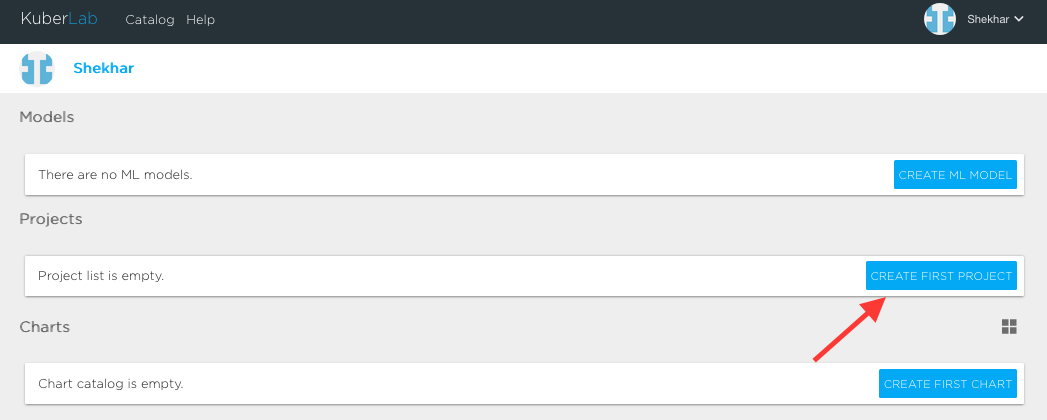 KuberLab Catalog Help Shekhar
Shekhar
Models
There are no ML models. CREATE ML MODEL
Projects
Project list is empty. CREATE FIRST PROJECT
Charts
Chart catalog is empty. CREATE FIRST CHART